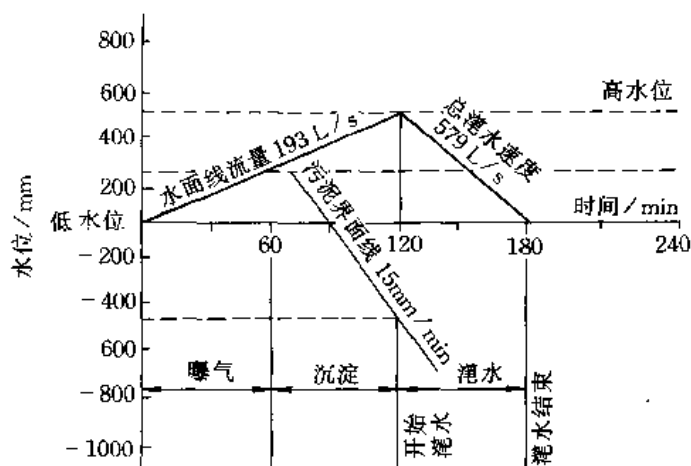 800
600
高水位
400
水面线流量 193 L/s
总滗水速度
579 L/s
200
水位/mm
低水位
时间/min
60
120
180
240
-200
-400
污泥界面线 15mm/min
600
曝气
沉淀
滗水
-800
开始
滗水
滗水结束
-1000